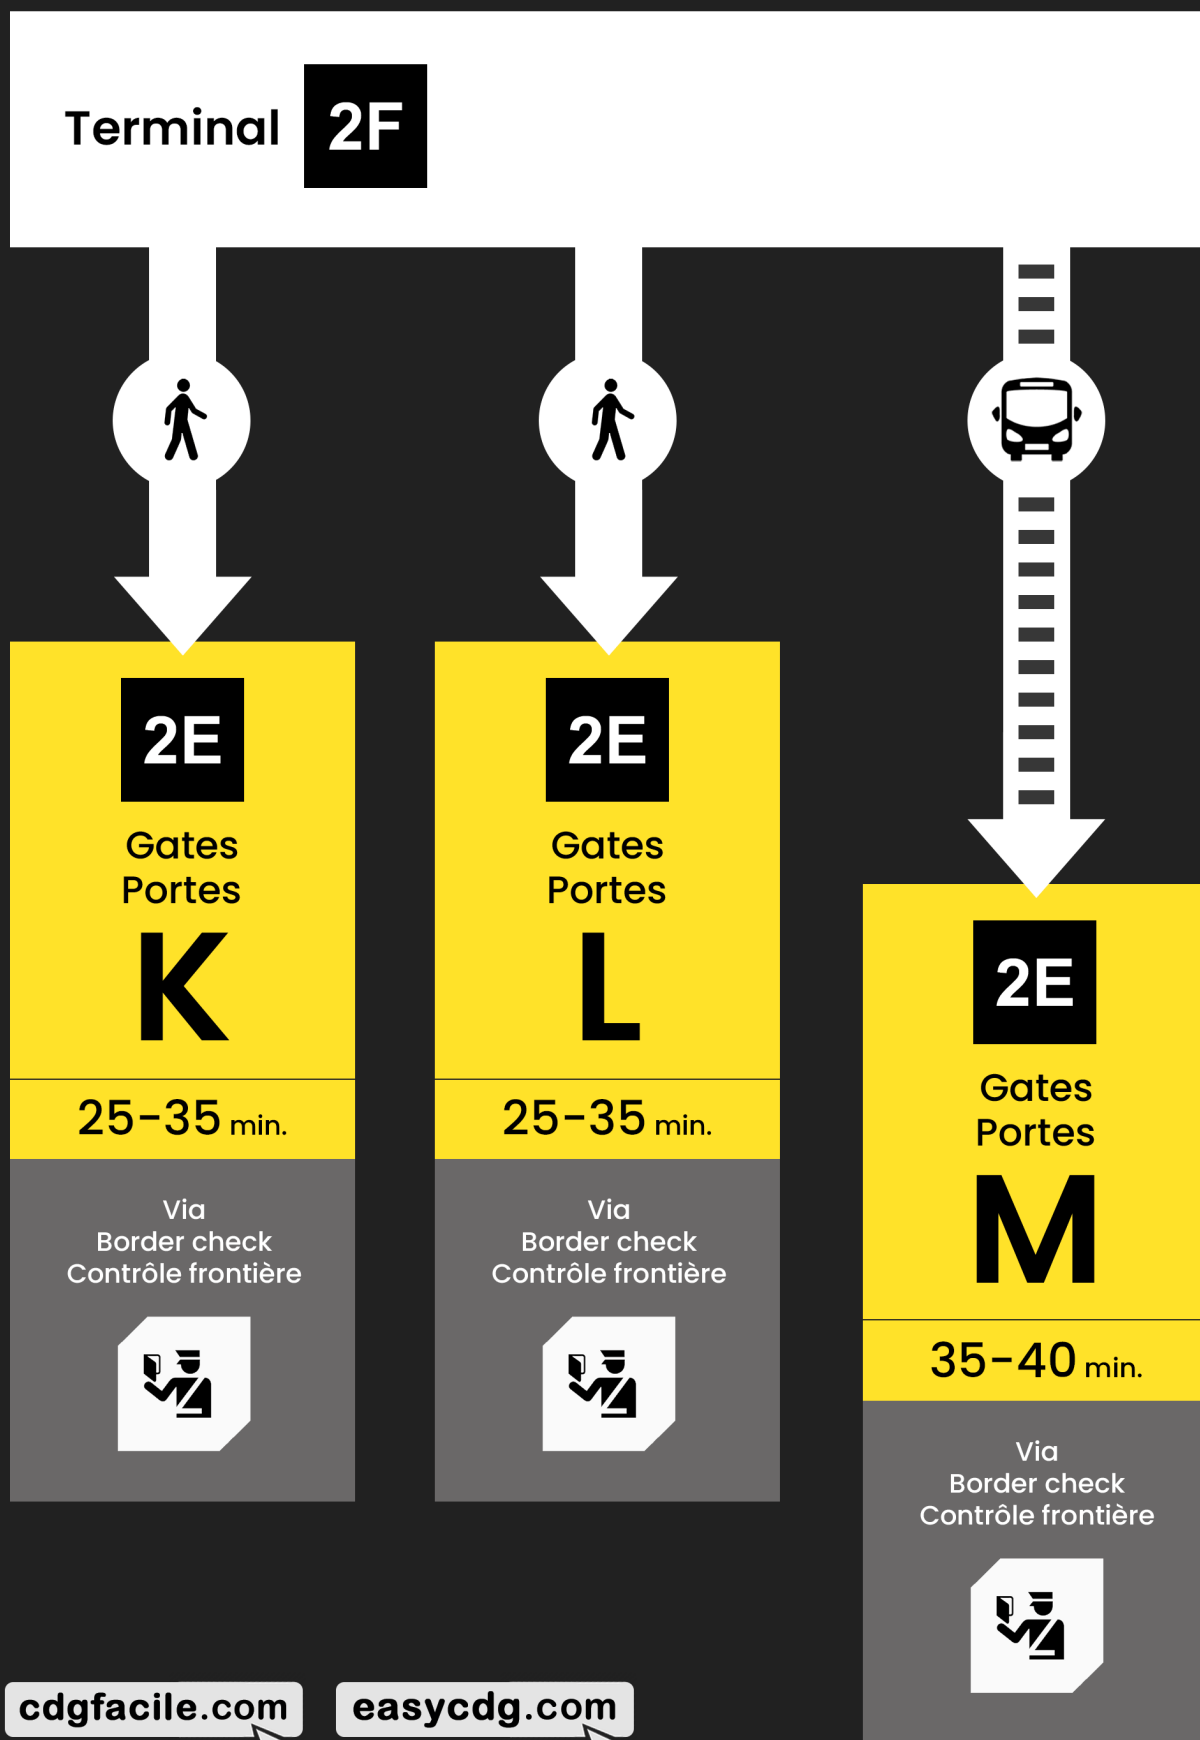 Terminal 2F
2E
Gates
Portes
K
25-35 min.
Via
Border check
Contrôle frontière
2E
Gates
Portes
L
25-35 min.
Via
Border check
Contrôle frontière
2E
Gates
Portes
M
35-40 min.
Via
Border check
Contrôle frontière
cdgfacile.com
easycdg.com